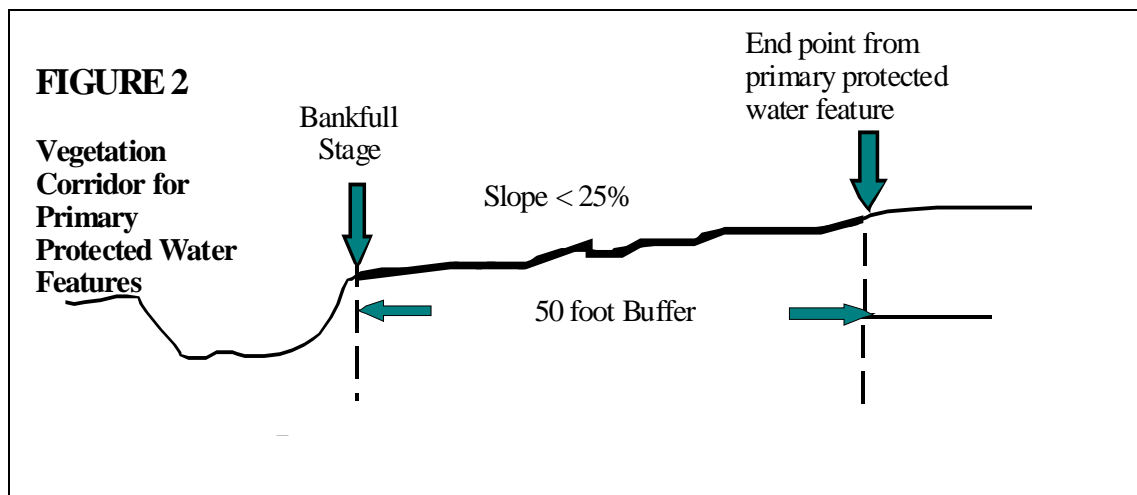 FIGURE 2
Vegetation
Corridor for
Primary
Protected Water
Features
Bankfull
Stage
Slope < 25%
End point from
primary protected
water feature
50 foot Buffer